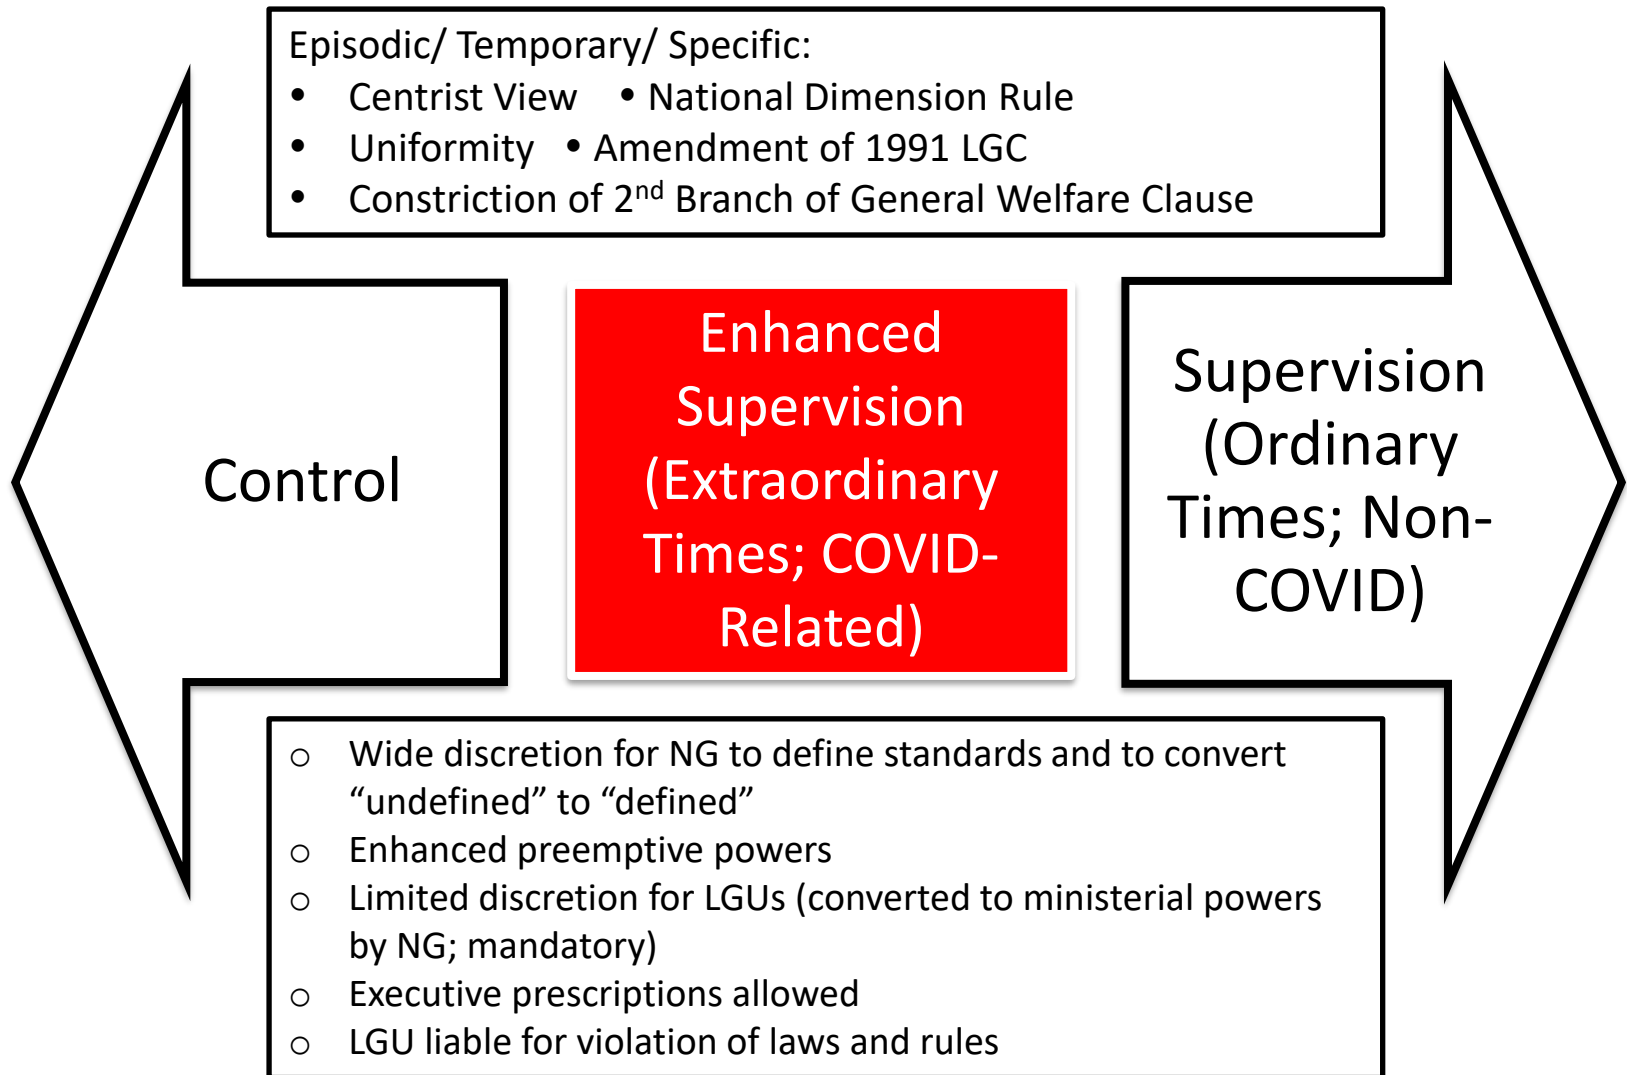 Episodic/ Temporary/ Specific:
• Centrist View • National Dimension Rule
• Uniformity • Amendment of 1991 LGC
• Constriction of 2nd Branch of General Welfare Clause
Control
Enhanced
Supervision
(Extraordinary
Times; COVID-
Related)
Supervision
(Ordinary
Times; Non-
COVID)
o Wide discretion for NG to define standards and to convert
“undefined” to “defined”
o Enhanced preemptive powers
o Limited discretion for LGUs (converted to ministerial powers
by NG; mandatory)
o Executive prescriptions allowed
o LGU liable for violation of laws and rules